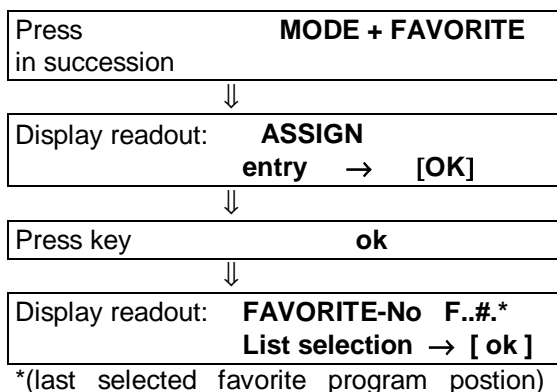 Press MODE + FAVORITE
in succession
⇓
Display readout: ASSIGN
entry → [OK]
⇓
Press key ok
⇓
Display readout: FAVORITE-No F..#.*
List selection → [ ok ]
*(last selected favorite program postion)